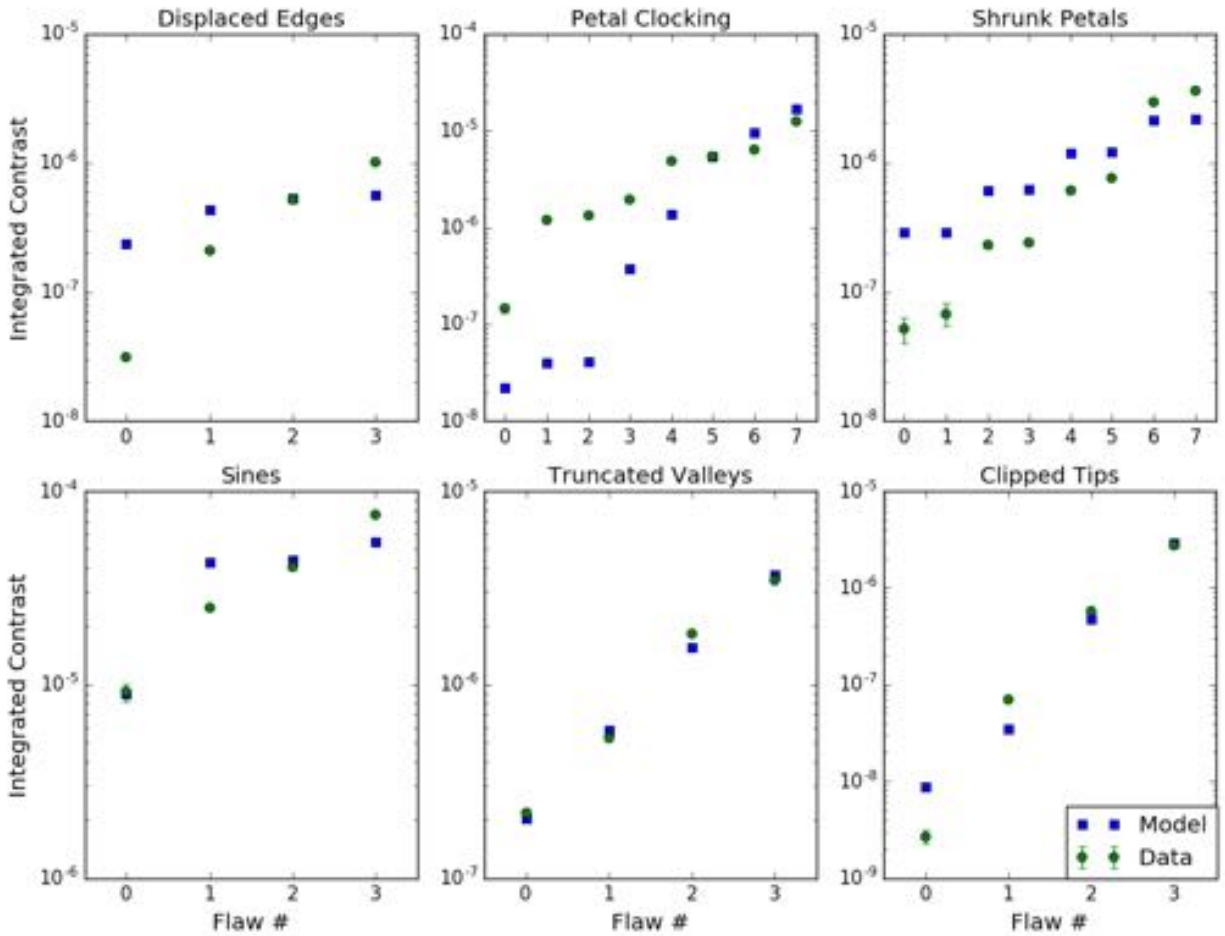 Displaced Edges
Petal Clocking
Shrunk Petals
Integrated Contrast
10^-5
10^-6
10^-7
10^-8
0 1 2 3
10^-4
10^-5
10^-6
10^-7
10^-8
0 1 2 3 4 5 6 7
10^-5
10^-6
10^-7
10^-8
0 1 2 3 4 5 6 7
Sines
Truncated Valleys
Clipped Tips
Integrated Contrast
10^-4
10^-5
10^-6
0 1 2 3
Flaw #
10^-5
10^-6
10^-7
0 1 2 3
Flaw #
10^-5
10^-6
10^-7
10^-8
10^-9
0 1 2 3
Flaw #
Model
Data